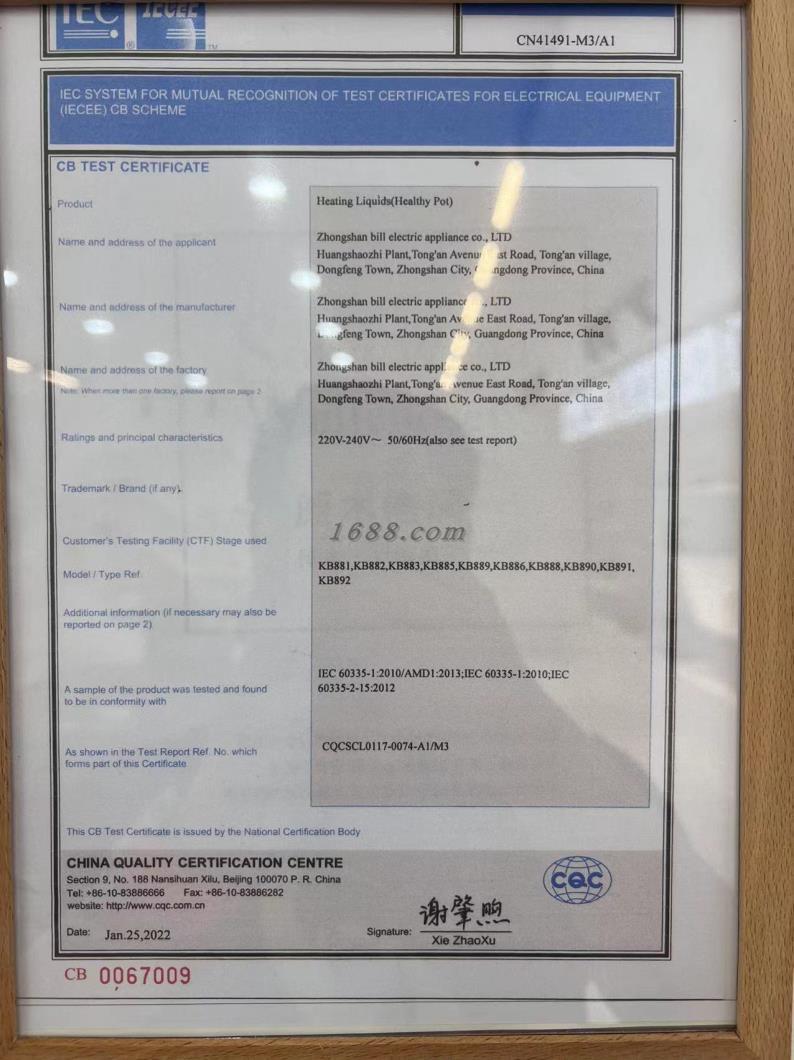 IEC
IECEE
® TM
CN41491-M3/A1
IEC SYSTEM FOR MUTUAL RECOGNITION OF TEST CERTIFICATES FOR ELECTRICAL EQUIPMENT
(IECEE) CB SCHEME
CB TEST CERTIFICATE
Product
Heating Liquids(Healthy Pot)
Name and address of the applicant
Zhongshan bill electric appliance co., LTD
Huangshaozhi Plant,Tong'an Avenu st Road, Tong'an village,
Dongfeng Town, Zhongshan City, ngdong Province, China
Name and address of the manufacturer
Zhongshan bill electric appliance ., LTD
Huangshaozhi Plant,Tong'an Av ue East Road, Tong'an village,
gfeng Town, Zhongshan City, Guangdong Province, China
Name and address of the factory
Note: When more than one factory, please report on page 2
Zhongshan bill electric appl ce co., LTD
Huangshaozhi Plant,Tong'a venue East Road, Tong'an village,
Dongfeng Town, Zhongshan City, Guangdong Province, China
Ratings and principal characteristics
220V-240V~ 50/60Hz(also see test report)
Trademark / Brand (if any)
Customer's Testing Facility (CTF) Stage used
1688.com
Model / Type Ref.
KB881,KB882,KB883,KB885,KB889,KB886,KB888,KB890,KB891,
KB892
Additional information (if necessary may also be
reported on page 2)
A sample of the product was tested and found
to be in conformity with
IEC 60335-1:2010/AMD1:2013;IEC 60335-1:2010;IEC
60335-2-15:2012
As shown in the Test Report Ref. No. which
forms part of this Certificate
CQCSCL0117-0074-A1/M3
This CB Test Certificate is issued by the National Certification Body
CHINA QUALITY CERTIFICATION CENTRE
Section 9, No. 188 Nansihuan Xilu, Beijing 100070 P. R. China
Tel: +86-10-83886666 Fax: +86-10-83886282
website: http://www.cqc.com.cn
CQC
Date: Jan.25,2022
Signature: 谢肇煦
Xie ZhaoXu
CB 0067009